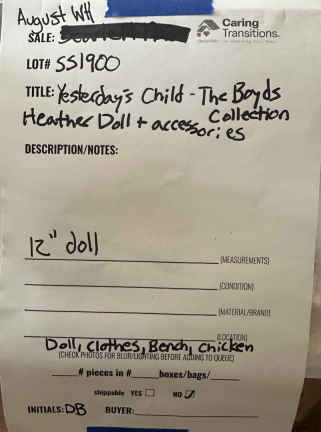 August WH
SALE:
Caring
Transitions.
LOT# SS1900
TITLE: Yesterday's Child - The Boyds
Collection
Heather Doll + accessories
DESCRIPTION/NOTES:
12" doll
(MEASUREMENTS)
(CONDITION)
(MATERIAL/BRAND)
(LOCATION)
Doll, clothes, Bench, chicken
(CHECK PHOTOS FOR BLUR/LIGHTING BEFORE ADDING TO QUEUE)
# pieces in # boxes/bags/
shippable YES NO
INITIALS: DB BUYER: